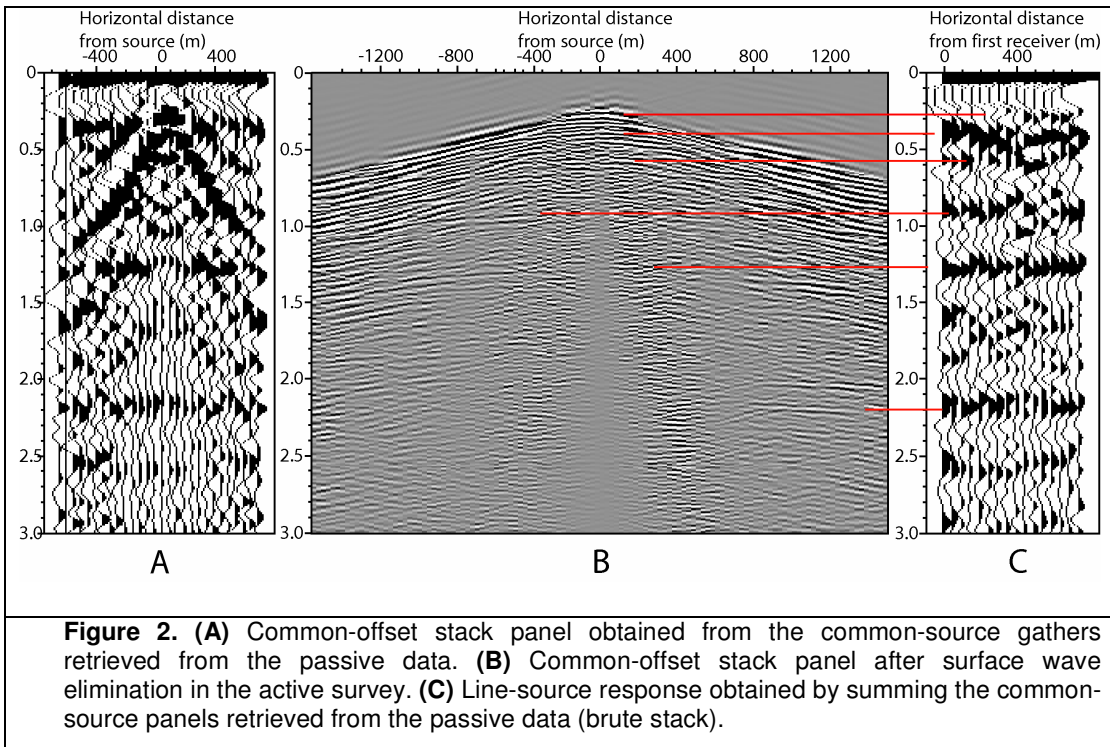 Horizontal distance
from source (m)
-400 0 400
0
0.5
1.0
1.5
2.0
2.5
3.0
A
Horizontal distance
from source (m)
-1200 -800 -400 0 400 800 1200
0
0.5
1.0
1.5
2.0
2.5
3.0
B
Horizontal distance
from first receiver (m)
0 400
0
0.5
1.0
1.5
2.0
2.5
3.0
C
Figure 2. (A) Common-offset stack panel obtained from the common-source gathers
retrieved from the passive data. (B) Common-offset stack panel after surface wave
elimination in the active survey. (C) Line-source response obtained by summing the common-
source panels retrieved from the passive data (brute stack).